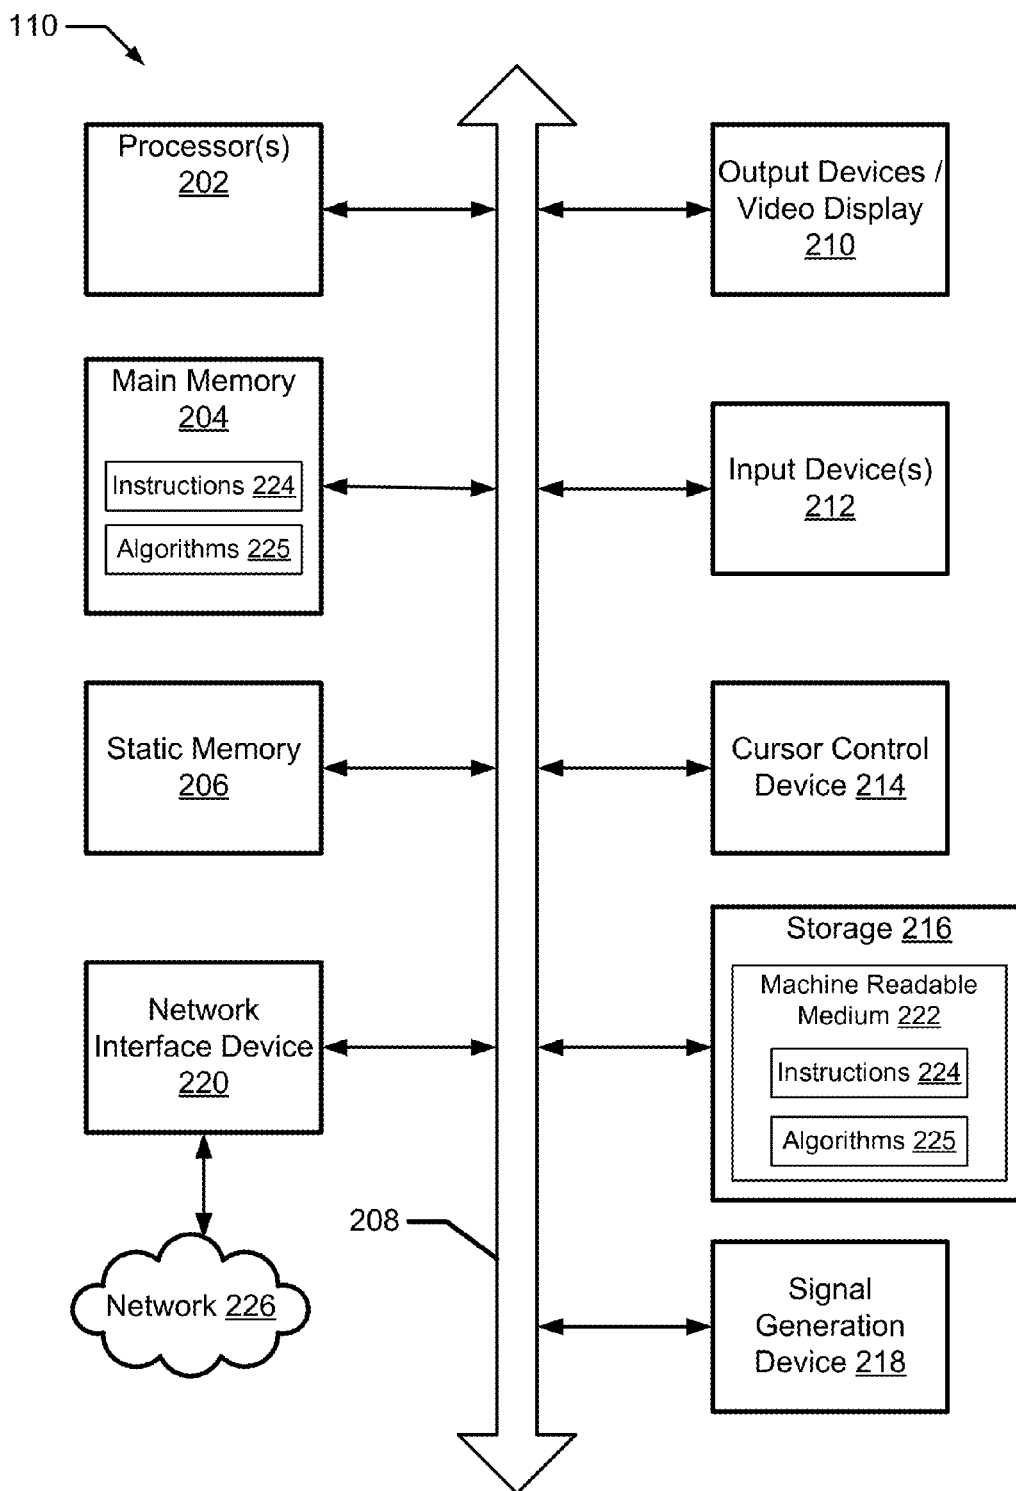 110
Processor(s)
202
Main Memory
204
Instructions 224
Algorithms 225
Static Memory
206
Network
Interface Device
220
Network 226
208
Output Devices /
Video Display
210
Input Device(s)
212
Cursor Control
Device 214
Storage 216
Machine Readable
Medium 222
Instructions 224
Algorithms 225
Signal
Generation
Device 218